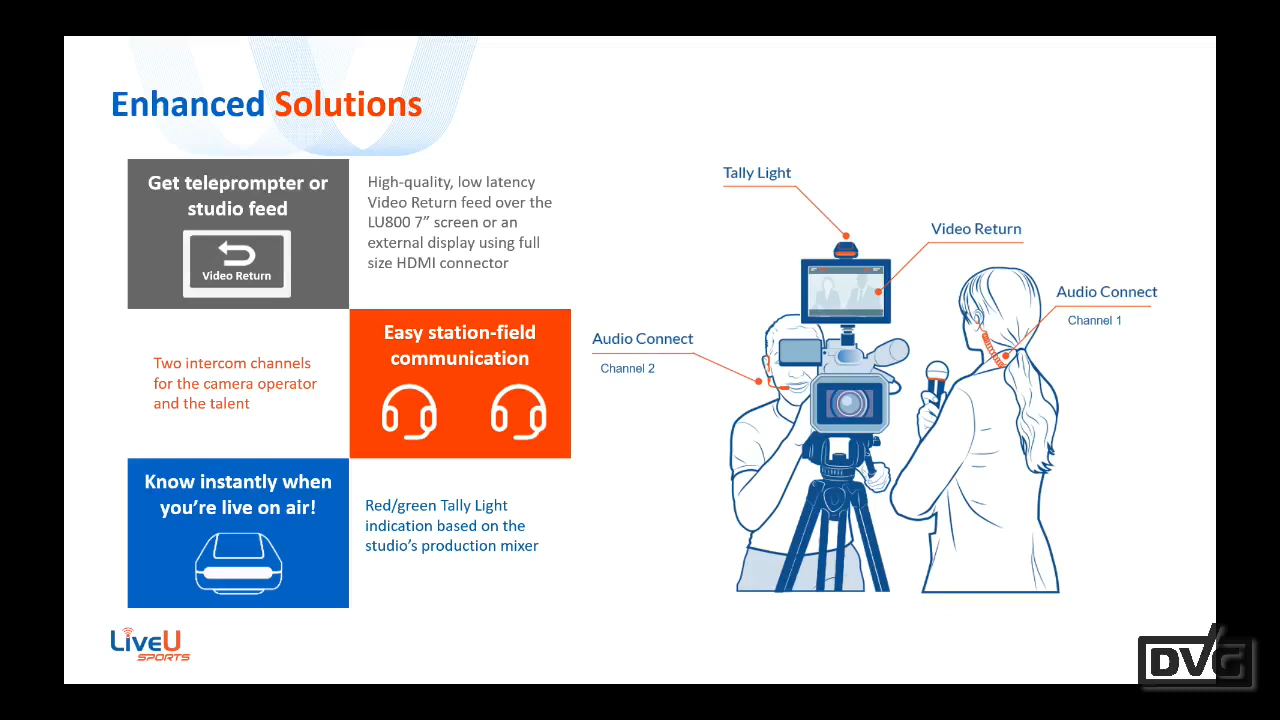 Enhanced Solutions
Get teleprompter or
studio feed
Video Return
High-quality, low latency
Video Return feed over the
LU800 7” screen or an
external display using full
size HDMI connector
Two intercom channels
for the camera operator
and the talent
Easy station-field
communication
Know instantly when
you’re live on air!
Red/green Tally Light
indication based on the
studio’s production mixer
Tally Light
Video Return
Audio Connect
Channel 1
Audio Connect
Channel 2
LiveU
SPORTS
DVG